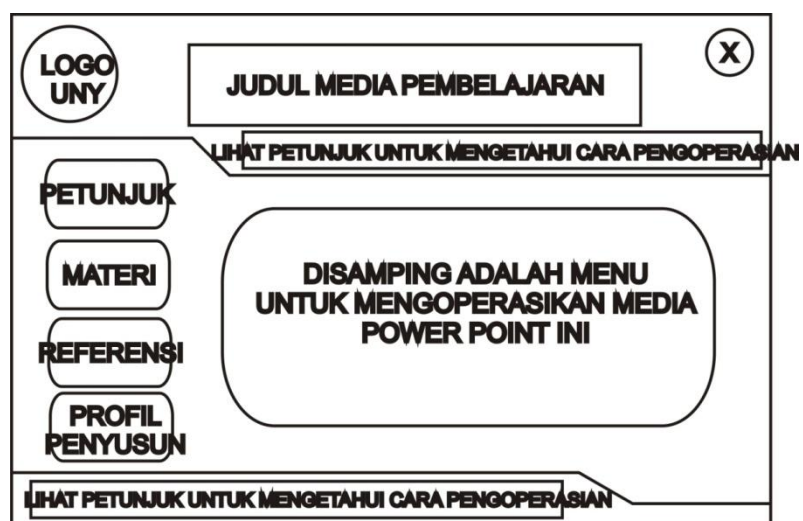 LOGO
UNY
JUDUL MEDIA PEMBELAJARAN
X
LIHAT PETUNJUK UNTUK MENGETAHUI CARA PENGOPERASIAN
PETUNJUK
MATERI
REFERENSI
PROFIL
PENYUSUN
DISAMPING ADALAH MENU
UNTUK MENGOPERASIKAN MEDIA
POWER POINT INI
LIHAT PETUNJUK UNTUK MENGETAHUI CARA PENGOPERASIAN